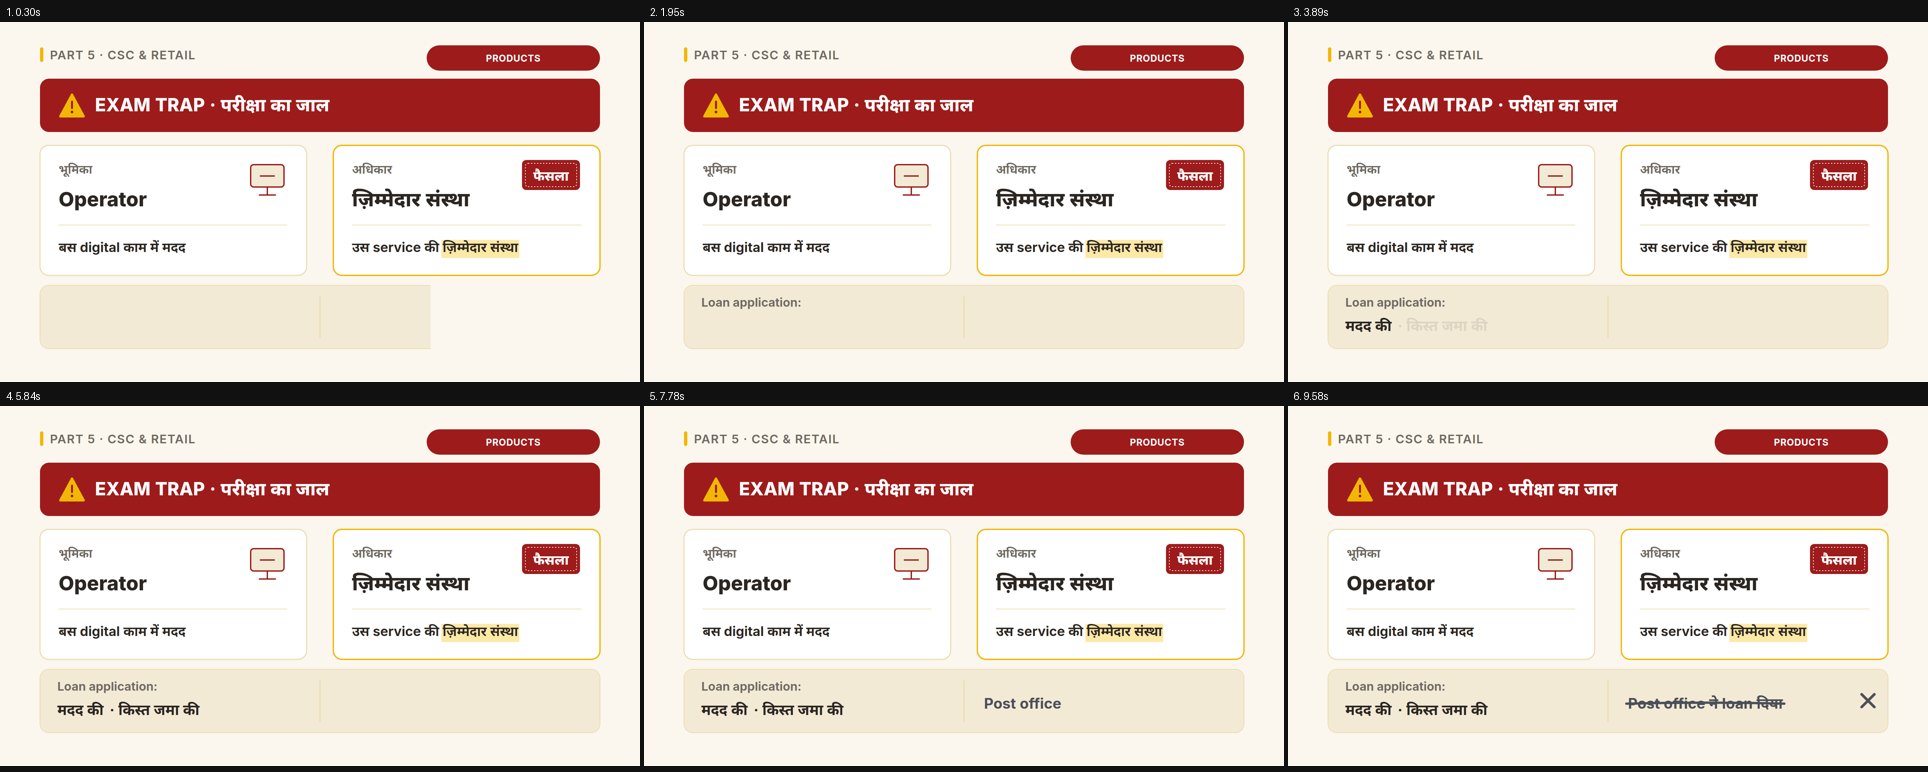 1. 0.30s
PART 5 · CSC & RETAIL
PRODUCTS
EXAM TRAP · परीक्षा का जाल
भूमिका
Operator
बस digital काम में मदद
अधिकार
फैसला
ज़िम्मेदार संस्था
उस service की ज़िम्मेदार संस्था
2. 1.95s
PART 5 · CSC & RETAIL
PRODUCTS
EXAM TRAP · परीक्षा का जाल
भूमिका
Operator
बस digital काम में मदद
अधिकार
फैसला
ज़िम्मेदार संस्था
उस service की ज़िम्मेदार संस्था
Loan application:
3. 3.89s
PART 5 · CSC & RETAIL
PRODUCTS
EXAM TRAP · परीक्षा का जाल
भूमिका
Operator
बस digital काम में मदद
अधिकार
फैसला
ज़िम्मेदार संस्था
उस service की ज़िम्मेदार संस्था
Loan application:
मदद की · किस्त जमा की
4. 5.84s
PART 5 · CSC & RETAIL
PRODUCTS
EXAM TRAP · परीक्षा का जाल
भूमिका
Operator
बस digital काम में मदद
अधिकार
फैसला
ज़िम्मेदार संस्था
उस service की ज़िम्मेदार संस्था
Loan application:
मदद की · किस्त जमा की
5. 7.78s
PART 5 · CSC & RETAIL
PRODUCTS
EXAM TRAP · परीक्षा का जाल
भूमिका
Operator
बस digital काम में मदद
अधिकार
फैसला
ज़िम्मेदार संस्था
उस service की ज़िम्मेदार संस्था
Loan application:
मदद की · किस्त जमा की
Post office
6. 9.58s
PART 5 · CSC & RETAIL
PRODUCTS
EXAM TRAP · परीक्षा का जाल
भूमिका
Operator
बस digital काम में मदद
अधिकार
फैसला
ज़िम्मेदार संस्था
उस service की ज़िम्मेदार संस्था
Loan application:
मदद की · किस्त जमा की
Post office ने loan दिया